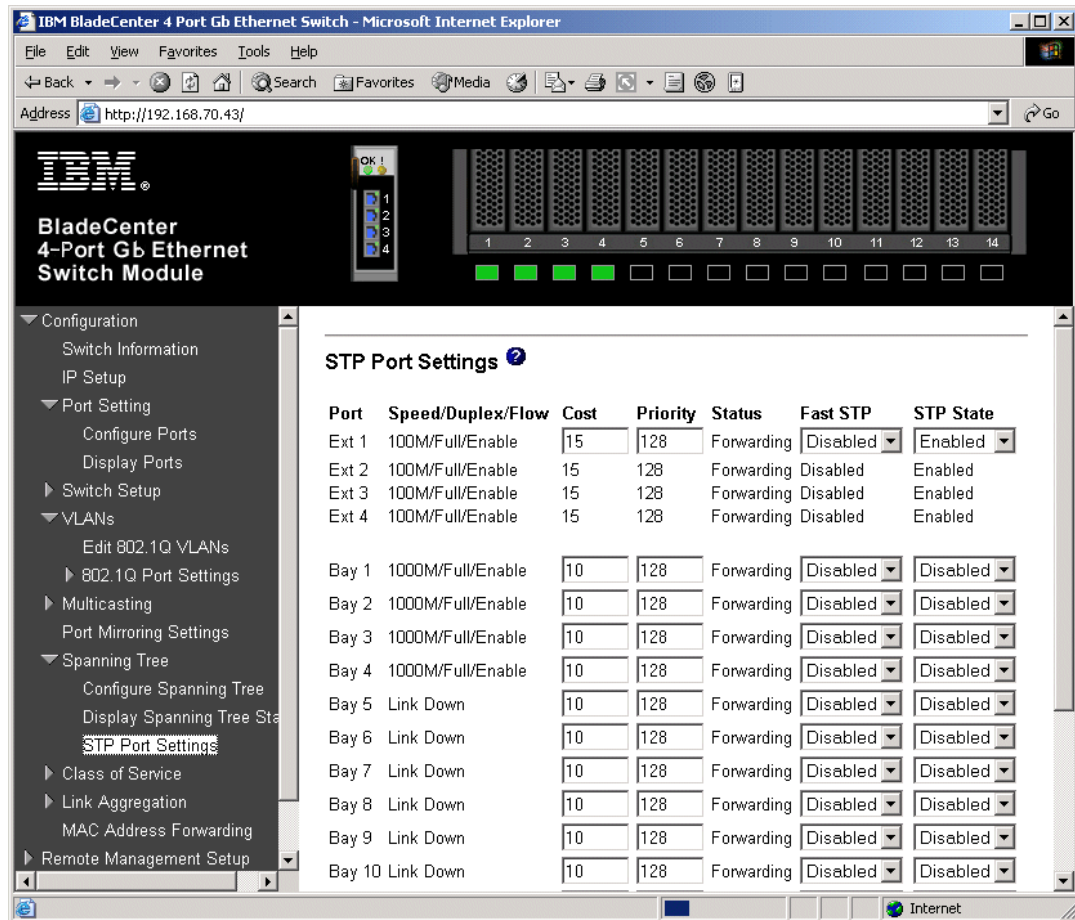 IBM BladeCenter 4 Port Gb Ethernet Switch - Microsoft Internet Explorer
File Edit View Favorites Tools Help
Back Search Favorites Media
Address http://192.168.70.43/ Go
IBM®
BladeCenter
4-Port Gb Ethernet
Switch Module
OK !
1
2
3
4
1 2 3 4 5 6 7 8 9 10 11 12 13 14
Configuration
Switch Information
IP Setup
Port Setting
Configure Ports
Display Ports
Switch Setup
VLANs
Edit 802.1Q VLANs
802.1Q Port Settings
Multicasting
Port Mirroring Settings
Spanning Tree
Configure Spanning Tree
Display Spanning Tree Sta
STP Port Settings
Class of Service
Link Aggregation
MAC Address Forwarding
Remote Management Setup
STP Port Settings ?
Port Speed/Duplex/Flow Cost Priority Status Fast STP STP State
Ext 1 100M/Full/Enable 15 128 Forwarding Disabled Enabled
Ext 2 100M/Full/Enable 15 128 Forwarding Disabled Enabled
Ext 3 100M/Full/Enable 15 128 Forwarding Disabled Enabled
Ext 4 100M/Full/Enable 15 128 Forwarding Disabled Enabled
Bay 1 1000M/Full/Enable 10 128 Forwarding Disabled Disabled
Bay 2 1000M/Full/Enable 10 128 Forwarding Disabled Disabled
Bay 3 1000M/Full/Enable 10 128 Forwarding Disabled Disabled
Bay 4 1000M/Full/Enable 10 128 Forwarding Disabled Disabled
Bay 5 Link Down 10 128 Forwarding Disabled Disabled
Bay 6 Link Down 10 128 Forwarding Disabled Disabled
Bay 7 Link Down 10 128 Forwarding Disabled Disabled
Bay 8 Link Down 10 128 Forwarding Disabled Disabled
Bay 9 Link Down 10 128 Forwarding Disabled Disabled
Bay 10 Link Down 10 128 Forwarding Disabled Disabled
Internet